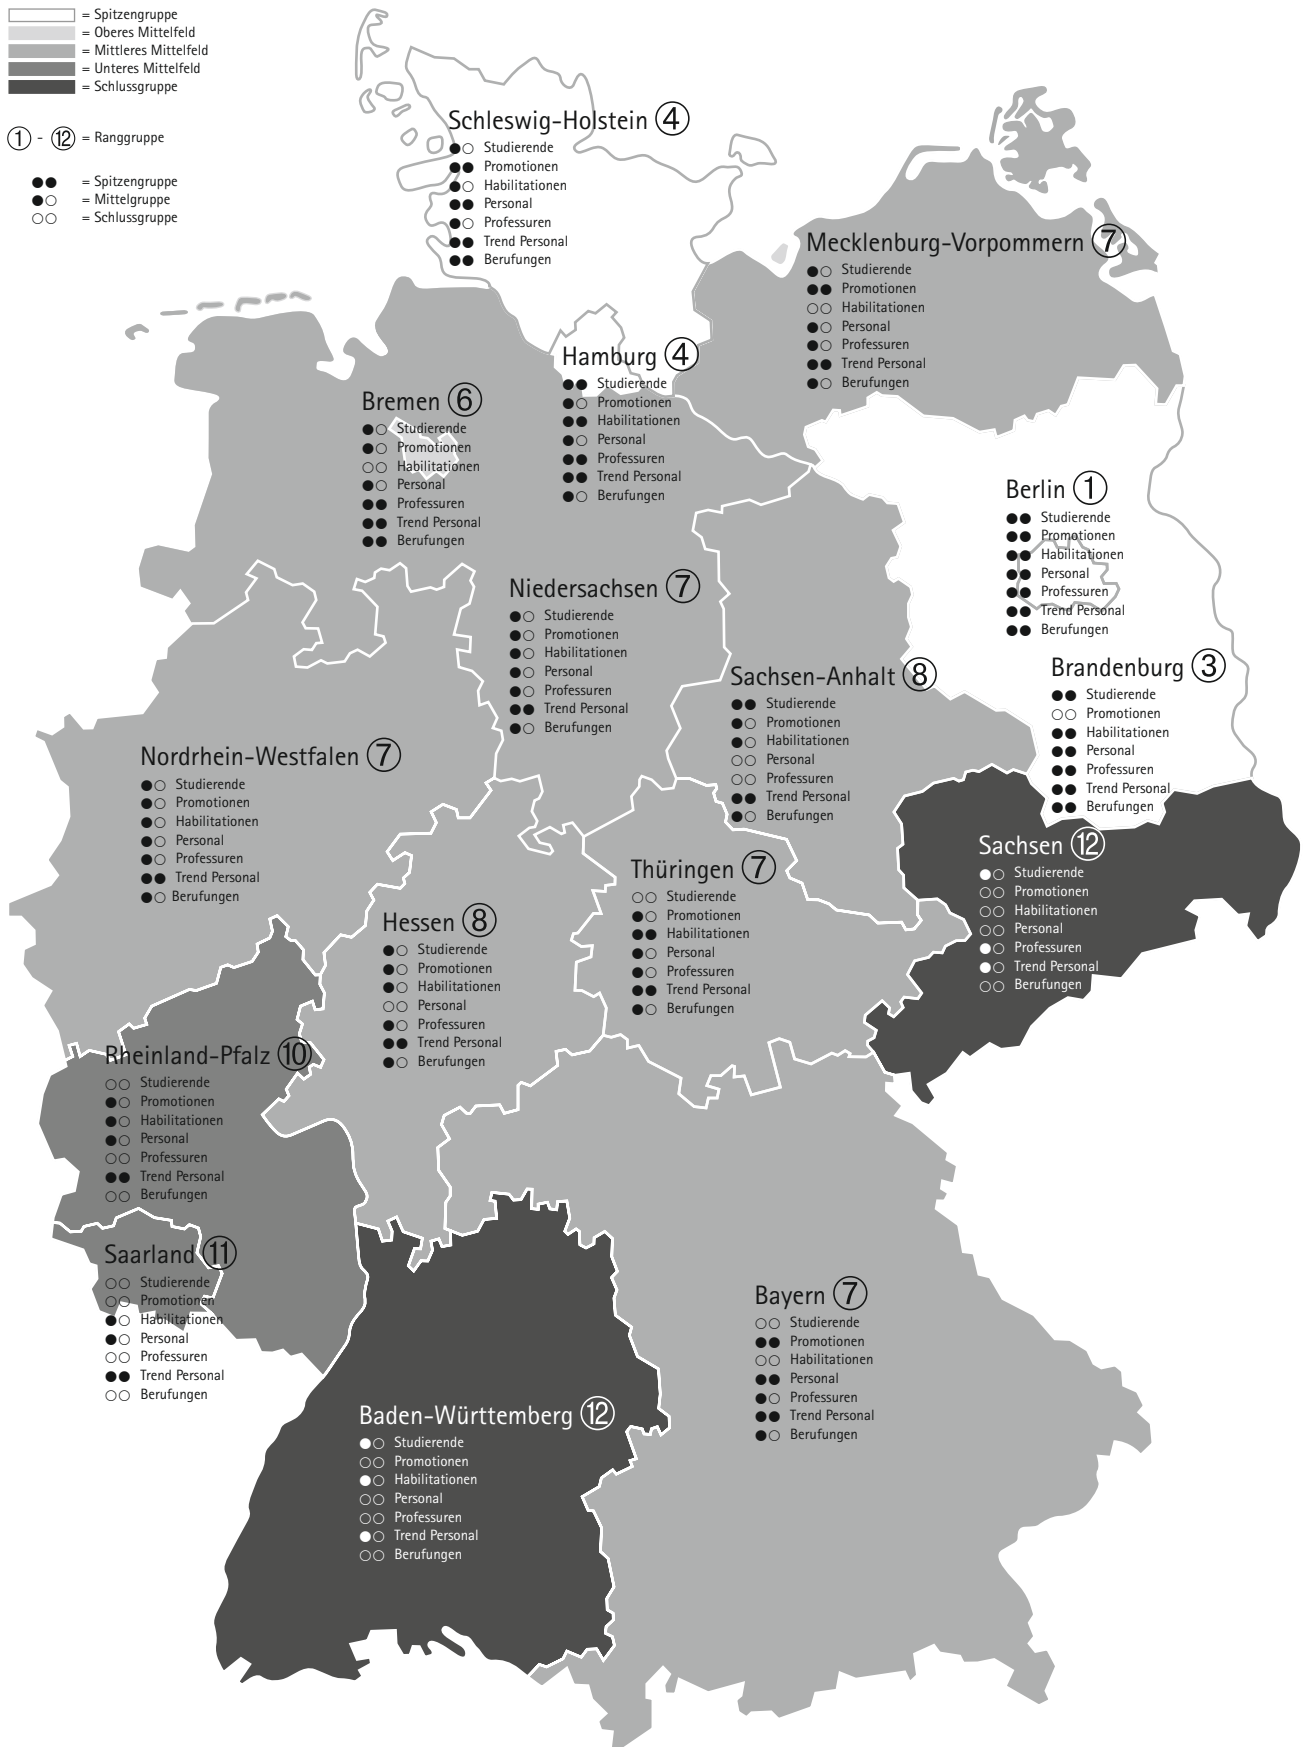 = Spitzengruppe
= Oberes Mittelfeld
= Mittleres Mittelfeld
= Unteres Mittelfeld
= Schlussgruppe
1 - 12 = Ranggruppe
●● = Spitzengruppe
●○ = Mittelgruppe
○○ = Schlussgruppe
Schleswig-Holstein 4
●○ Studierende
●● Promotionen
●○ Habilitationen
●● Personal
●○ Professuren
●● Trend Personal
●● Berufungen
Mecklenburg-Vorpommern 7
●○ Studierende
●● Promotionen
○○ Habilitationen
●○ Personal
●○ Professuren
●● Trend Personal
●○ Berufungen
Hamburg 4
●● Studierende
●○ Promotionen
●● Habilitationen
●○ Personal
●● Professuren
●● Trend Personal
●○ Berufungen
Bremen 6
●○ Studierende
●○ Promotionen
○○ Habilitationen
●○ Personal
●● Professuren
●● Trend Personal
●● Berufungen
Berlin 1
●● Studierende
●● Promotionen
●● Habilitationen
●● Personal
●● Professuren
●● Trend Personal
●● Berufungen
Niedersachsen 7
●○ Studierende
●○ Promotionen
●○ Habilitationen
●○ Personal
●○ Professuren
●● Trend Personal
●○ Berufungen
Brandenburg 3
●● Studierende
○○ Promotionen
●● Habilitationen
●● Personal
●● Professuren
●● Trend Personal
●● Berufungen
Sachsen-Anhalt 8
●● Studierende
●○ Promotionen
●○ Habilitationen
○○ Personal
○○ Professuren
●● Trend Personal
●○ Berufungen
Nordrhein-Westfalen 7
●○ Studierende
●○ Promotionen
●○ Habilitationen
●○ Personal
●○ Professuren
●● Trend Personal
●○ Berufungen
Sachsen 12
●○ Studierende
○○ Promotionen
○○ Habilitationen
○○ Personal
●○ Professuren
●○ Trend Personal
○○ Berufungen
Thüringen 7
○○ Studierende
●○ Promotionen
●● Habilitationen
●○ Personal
●○ Professuren
●● Trend Personal
●○ Berufungen
Hessen 8
●○ Studierende
●○ Promotionen
●○ Habilitationen
○○ Personal
●○ Professuren
●● Trend Personal
●○ Berufungen
Rheinland-Pfalz 10
○○ Studierende
●○ Promotionen
●○ Habilitationen
●○ Personal
○○ Professuren
●● Trend Personal
○○ Berufungen
Saarland 11
○○ Studierende
○○ Promotionen
●○ Habilitationen
●○ Personal
○○ Professuren
●● Trend Personal
○○ Berufungen
Bayern 7
○○ Studierende
●● Promotionen
○○ Habilitationen
●● Personal
●○ Professuren
●● Trend Personal
●○ Berufungen
Baden-Württemberg 12
●○ Studierende
○○ Promotionen
●○ Habilitationen
○○ Personal
○○ Professuren
●○ Trend Personal
○○ Berufungen